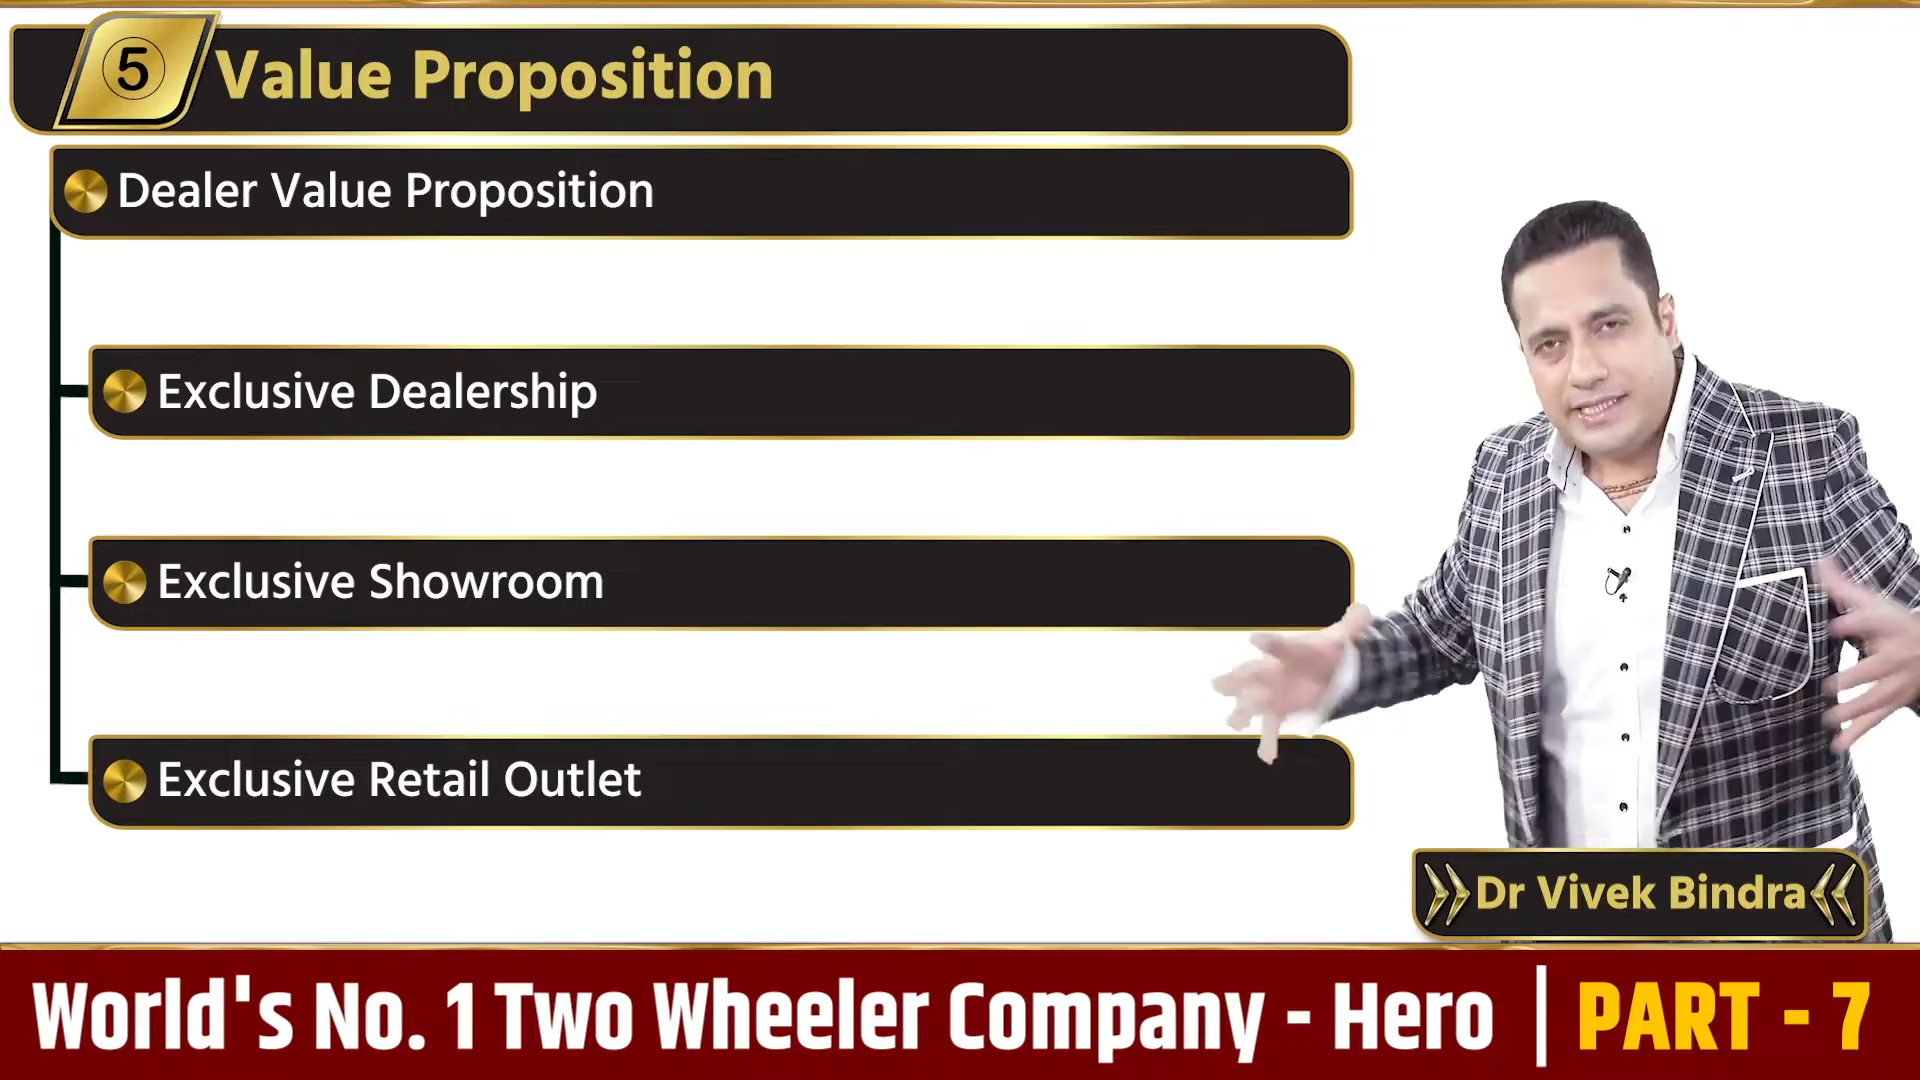 5 Value Proposition
Dealer Value Proposition
Exclusive Dealership
Exclusive Showroom
Exclusive Retail Outlet
Dr Vivek Bindra
World's No. 1 Two Wheeler Company - Hero | PART - 7